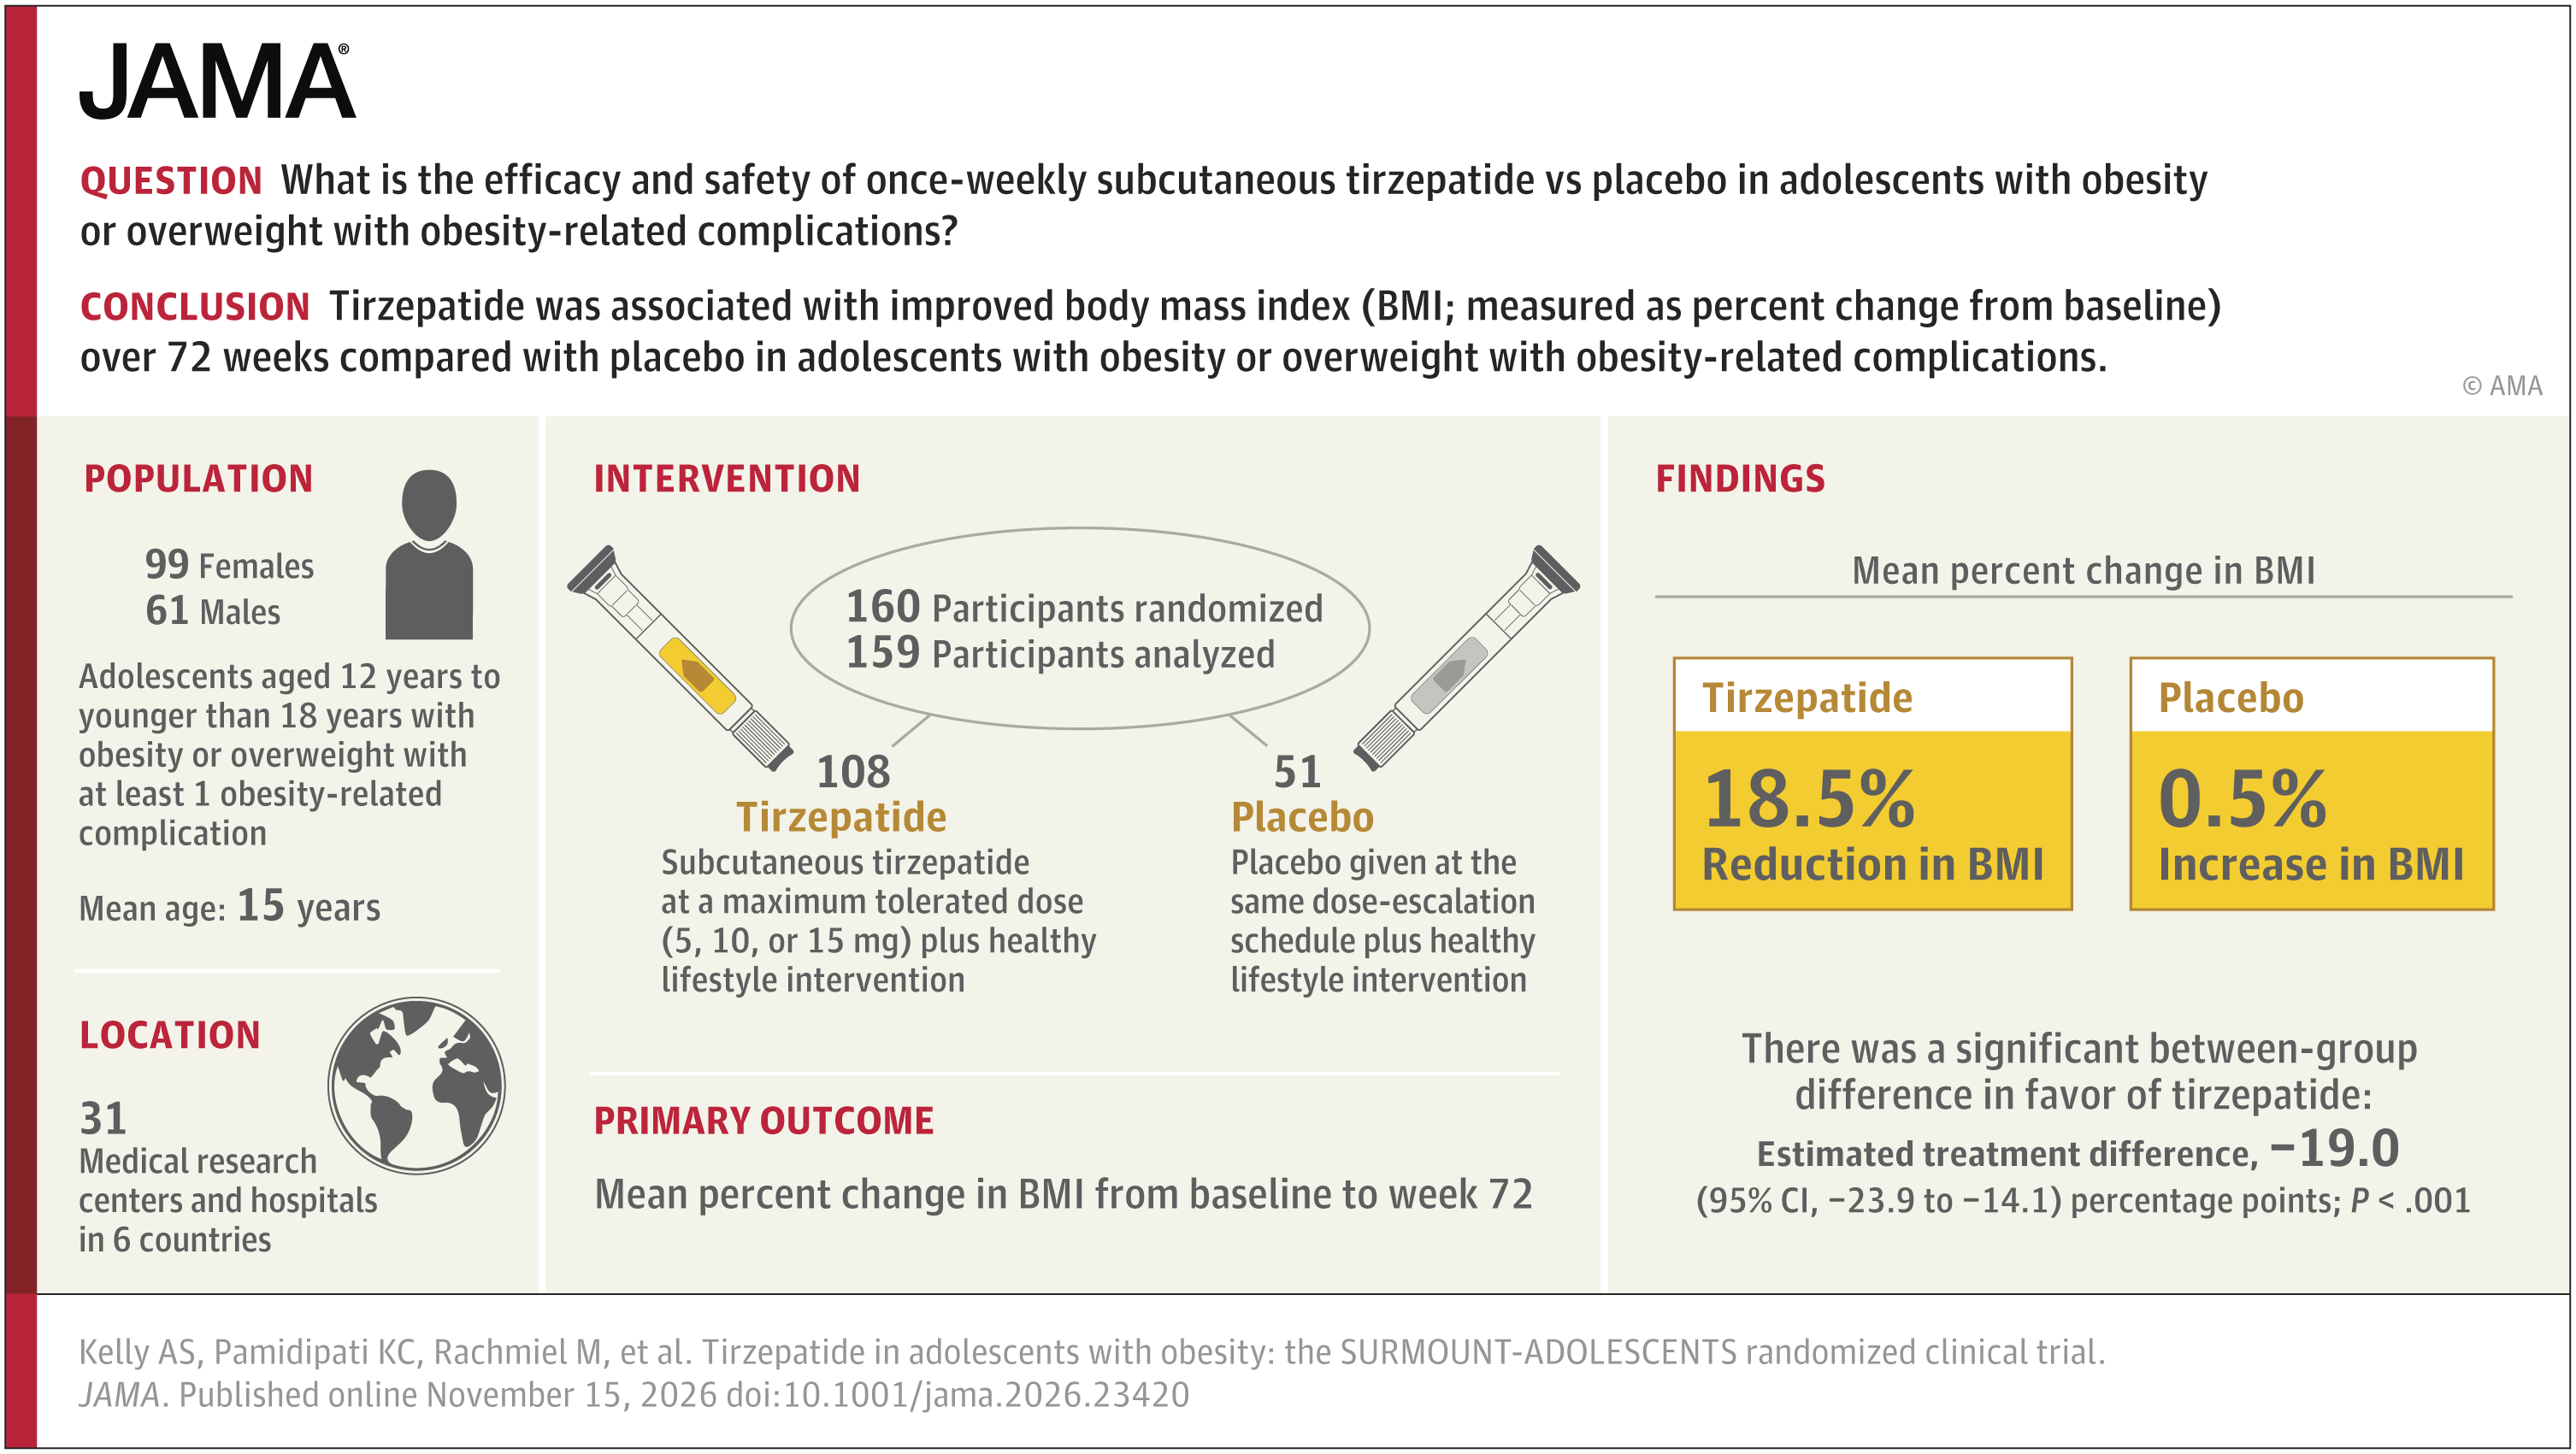 JAMA®
QUESTION What is the efficacy and safety of once-weekly subcutaneous tirzepatide vs placebo in adolescents with obesity
or overweight with obesity-related complications?
CONCLUSION Tirzepatide was associated with improved body mass index (BMI; measured as percent change from baseline)
over 72 weeks compared with placebo in adolescents with obesity or overweight with obesity-related complications.
© AMA
POPULATION
99 Females
61 Males
Adolescents aged 12 years to
younger than 18 years with
obesity or overweight with
at least 1 obesity-related
complication
Mean age: 15 years
LOCATION
31
Medical research
centers and hospitals
in 6 countries
INTERVENTION
160 Participants randomized
159 Participants analyzed
108
Tirzepatide
Subcutaneous tirzepatide
at a maximum tolerated dose
(5, 10, or 15 mg) plus healthy
lifestyle intervention
51
Placebo
Placebo given at the
same dose-escalation
schedule plus healthy
lifestyle intervention
PRIMARY OUTCOME
Mean percent change in BMI from baseline to week 72
FINDINGS
Mean percent change in BMI
Tirzepatide
18.5%
Reduction in BMI
Placebo
0.5%
Increase in BMI
There was a significant between-group
difference in favor of tirzepatide:
Estimated treatment difference, −19.0
(95% CI, −23.9 to −14.1) percentage points; P < .001
Kelly AS, Pamidipati KC, Rachmiel M, et al. Tirzepatide in adolescents with obesity: the SURMOUNT-ADOLESCENTS randomized clinical trial.
JAMA. Published online November 15, 2026 doi:10.1001/jama.2026.23420